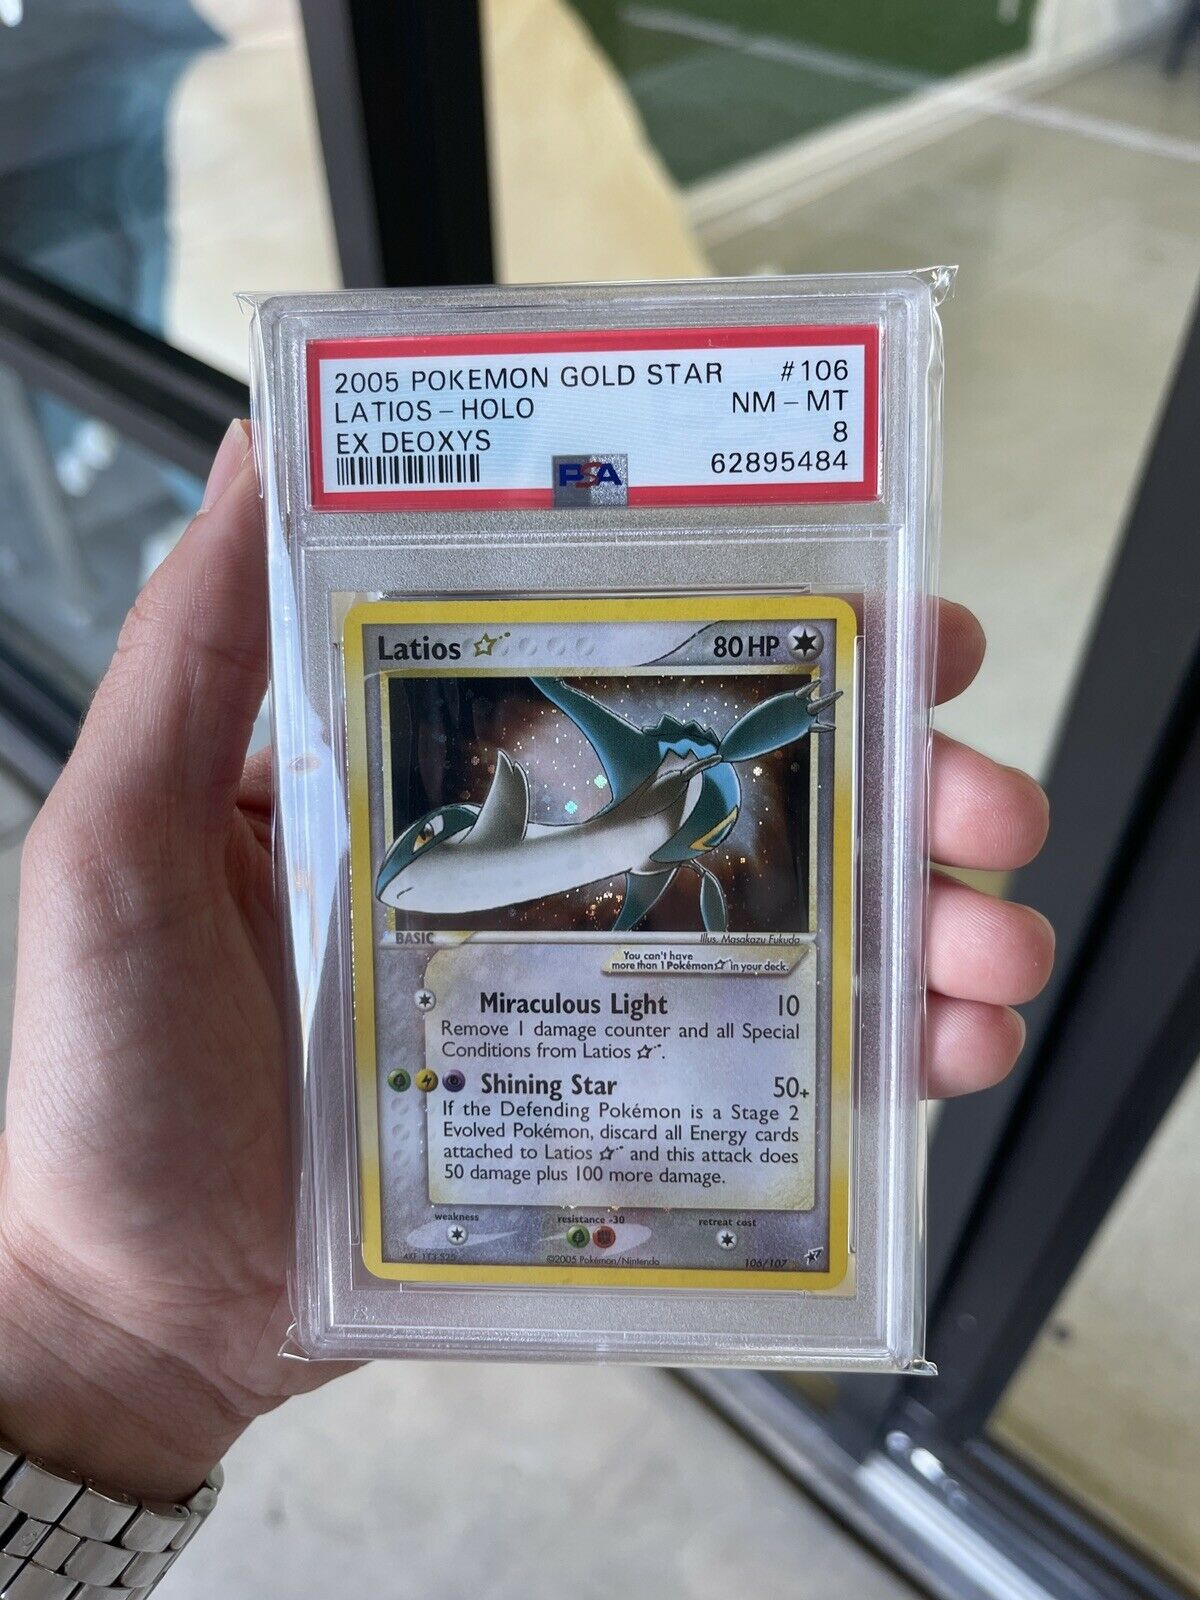 2005 POKEMON GOLD STAR #106
LATIOS - HOLO NM - MT
EX DEOXYS 8
62895484
PSA
Latios 80 HP
BASIC Illus. Masakazu Fukuda
You can't have
more than 1 Pokémon☆ in your deck.
Miraculous Light 10
Remove 1 damage counter and all Special
Conditions from Latios ☆.
Shining Star 50+
If the Defending Pokémon is a Stage 2
Evolved Pokémon, discard all Energy cards
attached to Latios ☆ and this attack does
50 damage plus 100 more damage.
weakness resistance -30 retreat cost
©2005 Pokémon/Nintendo 106/107